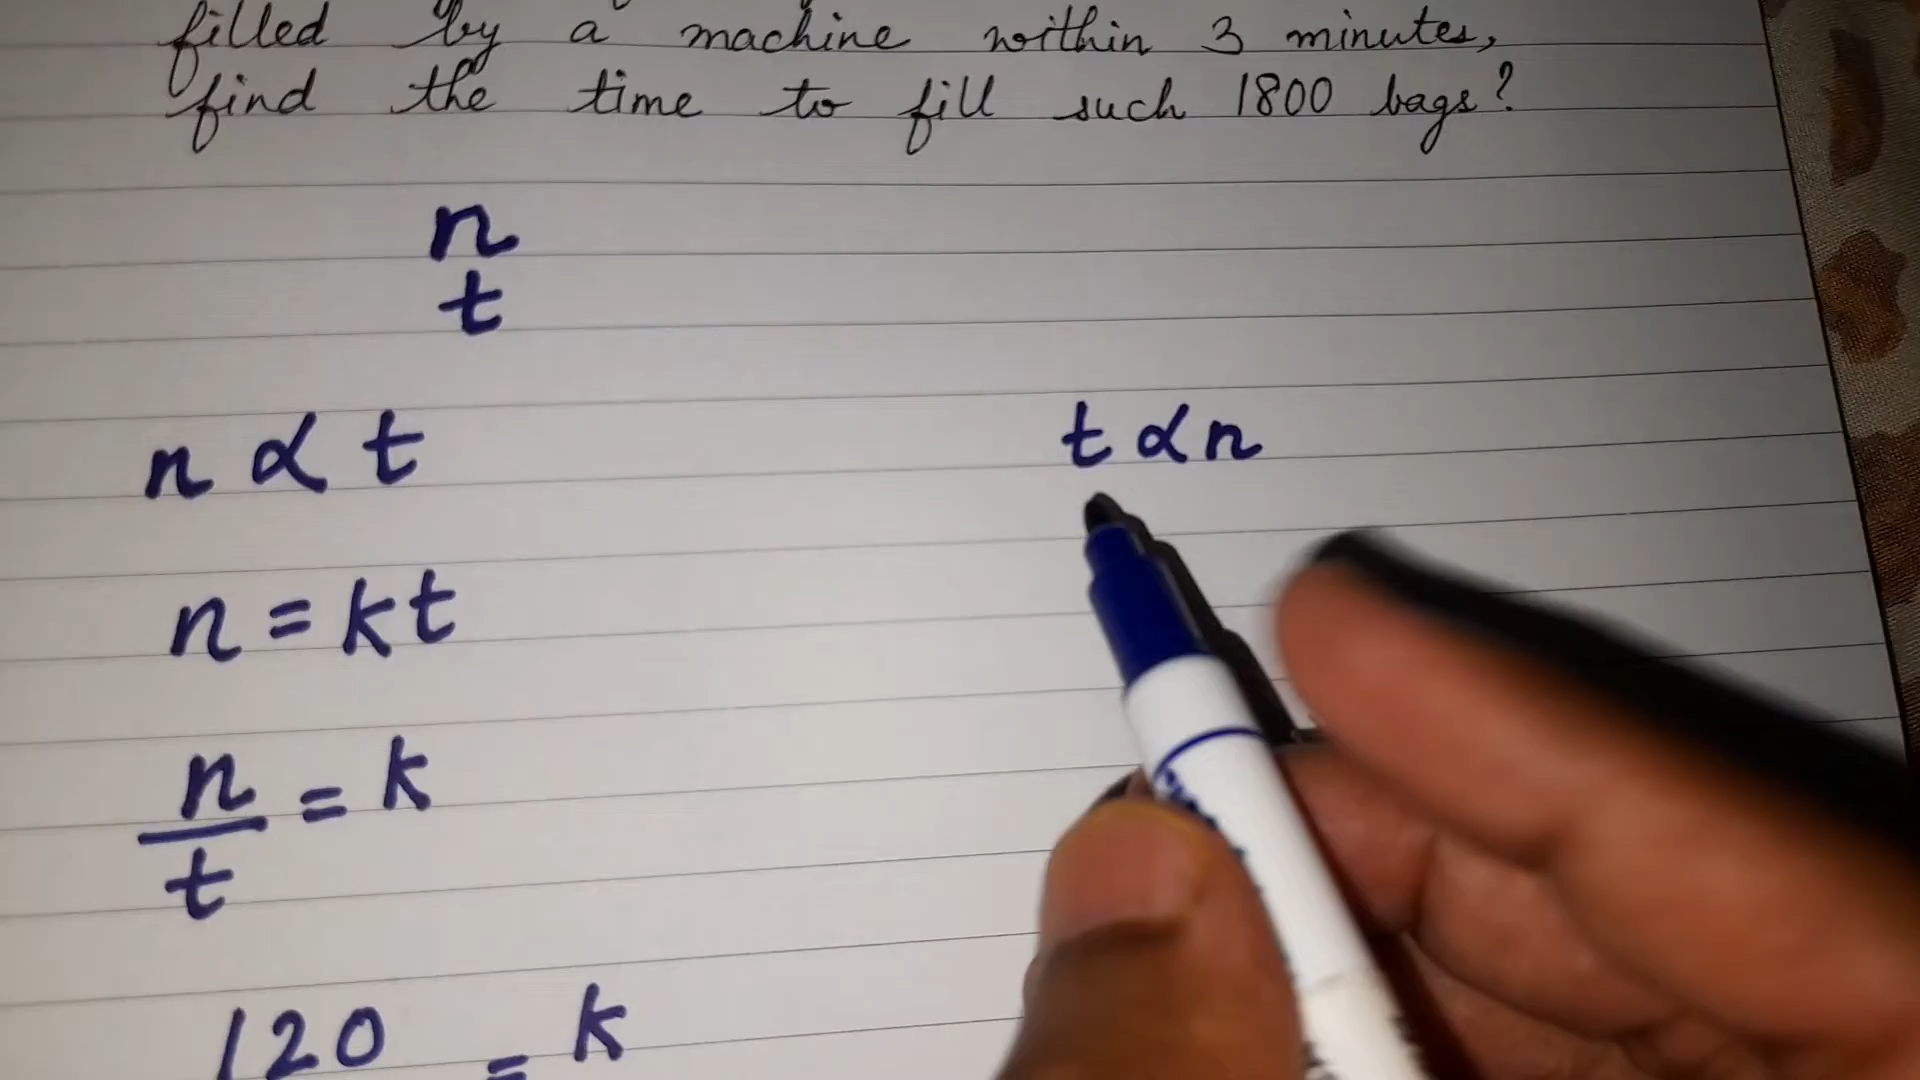 filled by a machine within 3 minutes,
find the time to fill such 1800 bags?
n
t
n ∝ t
t ∝ n
n = kt
n/t = k
120 = k